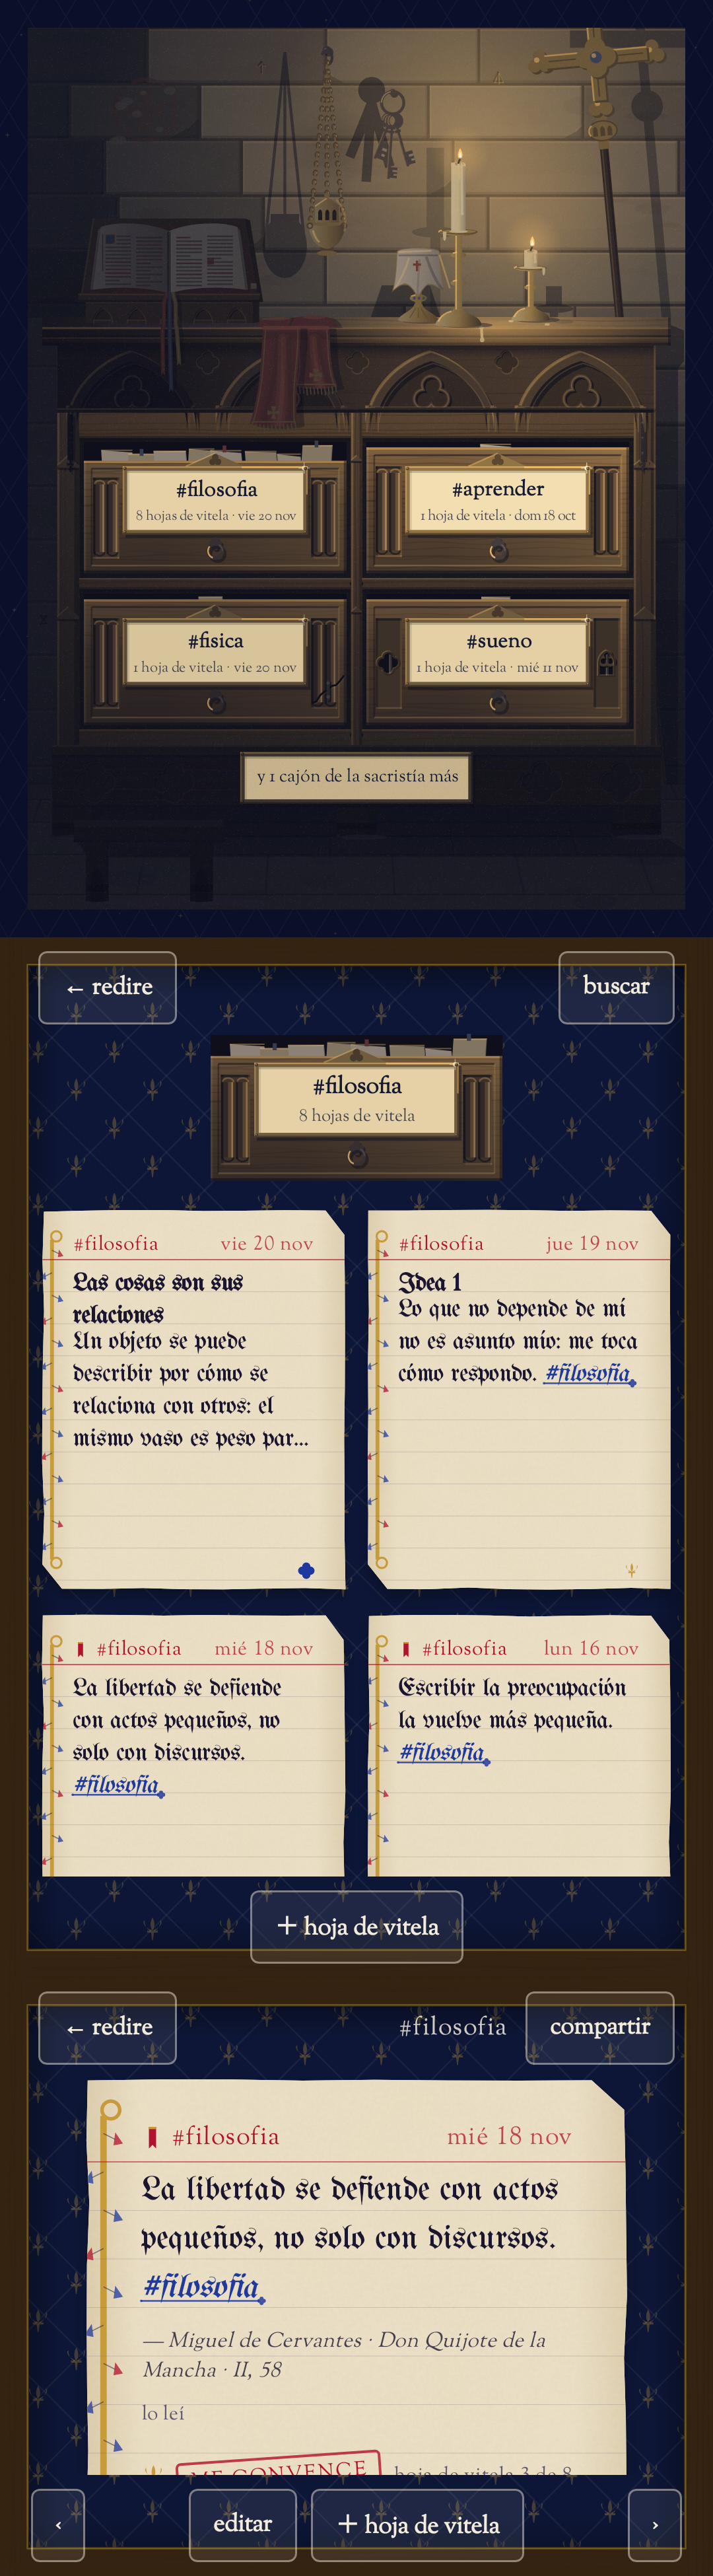 #filosofia
8 hojas de vitela · vie 20 nov
#aprender
1 hoja de vitela · dom 18 oct
#fisica
1 hoja de vitela · vie 20 nov
#sueno
1 hoja de vitela · mié 11 nov
y 1 cajón de la sacristía más
← redire
buscar
#filosofia
8 hojas de vitela
#filosofia vie 20 nov
Las cosas son sus
relaciones
Un objeto se puede
describir por cómo se
relaciona con otros: el
mismo vaso es peso par...
#filosofia jue 19 nov
Idea 1
Lo que no depende de mí
no es asunto mío: me toca
cómo respondo. #filosofia
#filosofia mié 18 nov
La libertad se defiende
con actos pequeños, no
solo con discursos.
#filosofia
#filosofia lun 16 nov
Escribir la preocupación
la vuelve más pequeña.
#filosofia
+ hoja de vitela
← redire
#filosofia
compartir
#filosofia mié 18 nov
La libertad se defiende con actos
pequeños, no solo con discursos.
#filosofia
— Miguel de Cervantes · Don Quijote de la
Mancha · II, 58
lo leí
ME CONVENCE hoja de vitela 3 de 8
‹
editar
+ hoja de vitela
›